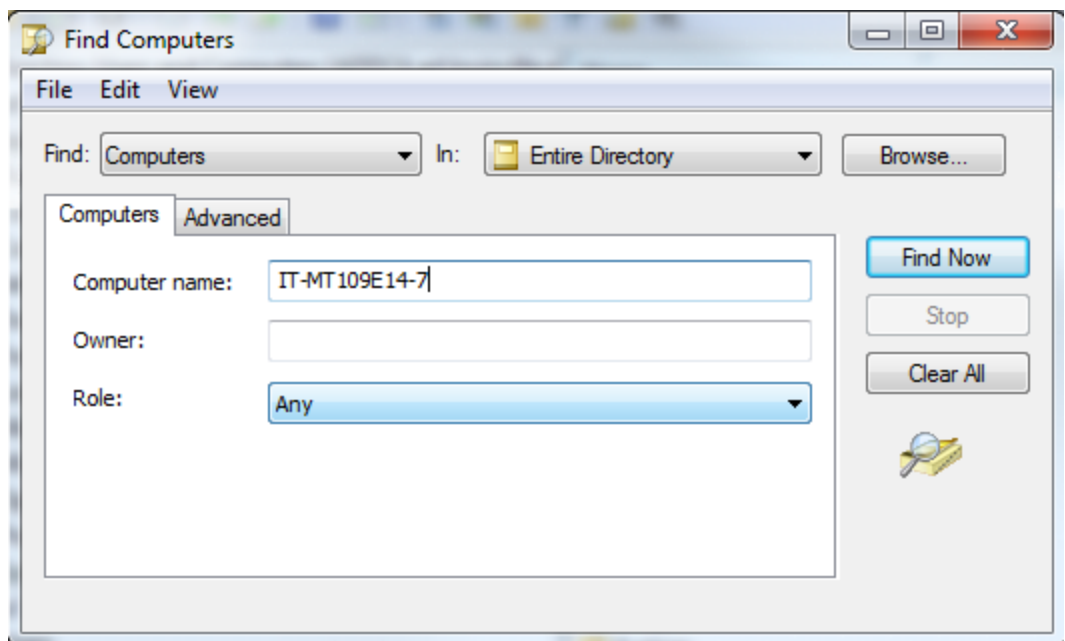 Find Computers
File Edit View
Find: Computers In: Entire Directory Browse...
Computers Advanced
Computer name: IT-MT109E14-7
Owner:
Role: Any
Find Now
Stop
Clear All